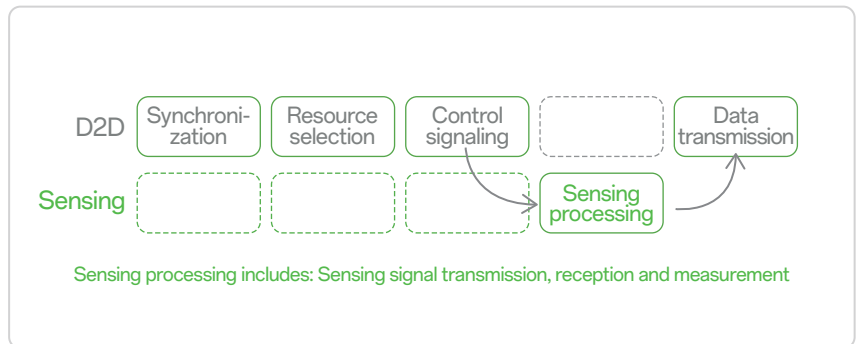 D2D
Synchroni-
zation
Resource
selection
Control
signaling
Data
transmission
Sensing
Sensing
processing
Sensing processing includes: Sensing signal transmission, reception and measurement